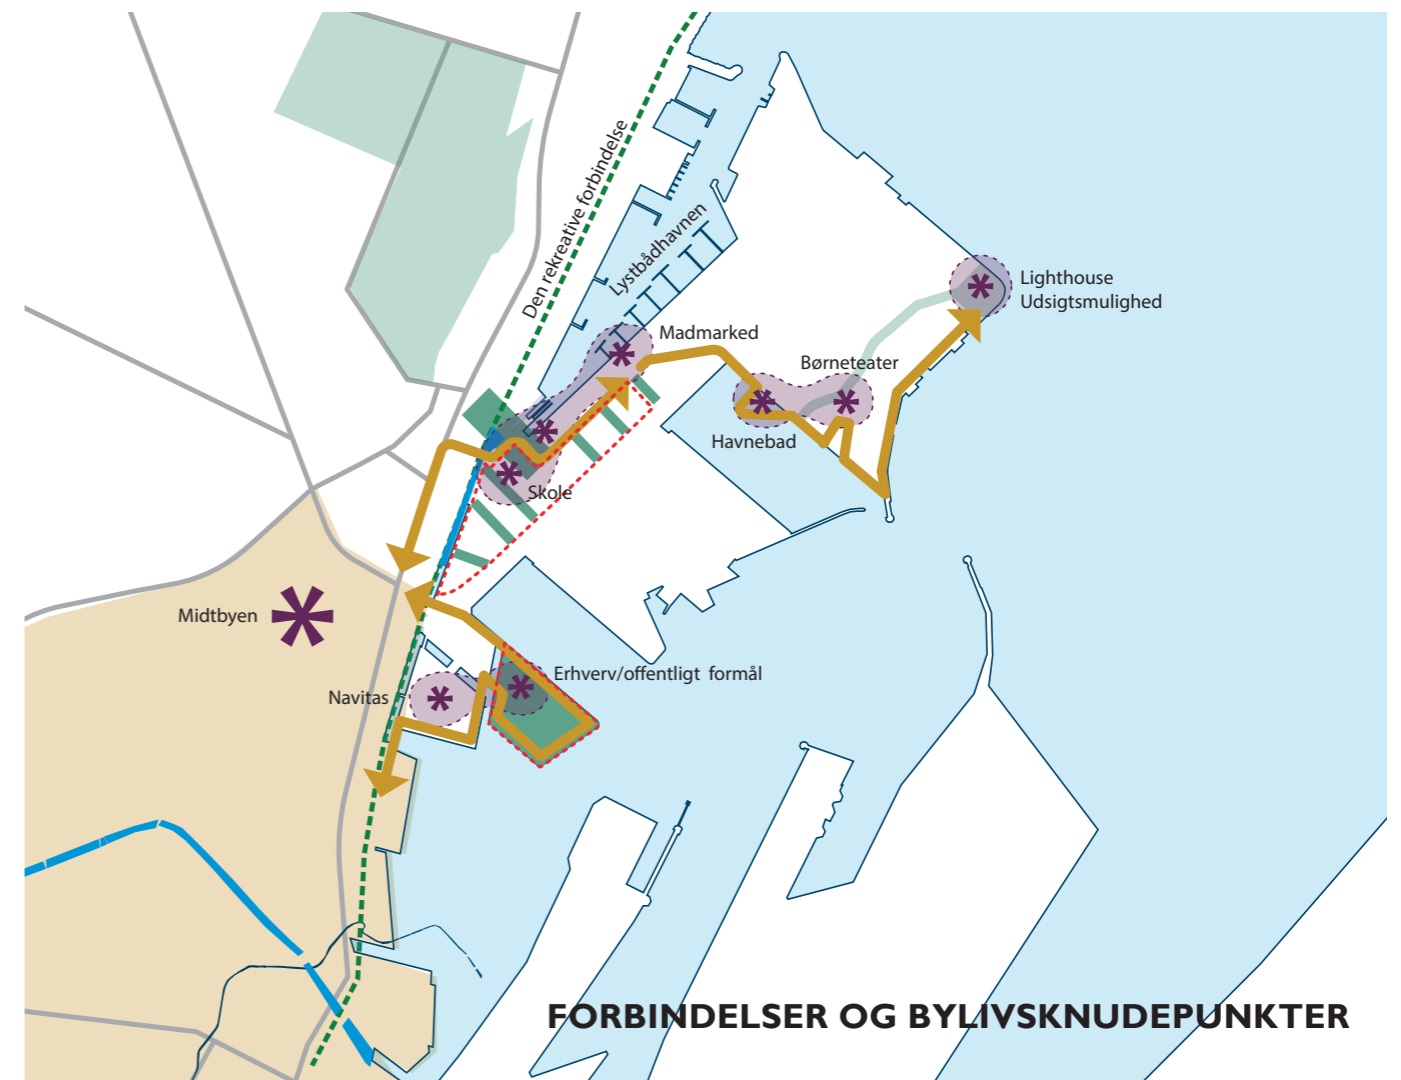 Den rekreative forbindelse
Lystbådhavnen
Lighthouse
Udsigtsmulighed
Madmarked
Børneteater
Havnebad
Skole
Midtbyen
Erhverv/offentligt formål
Navitas
FORBINDELSER OG BYLIVSKNUDEPUNKTER